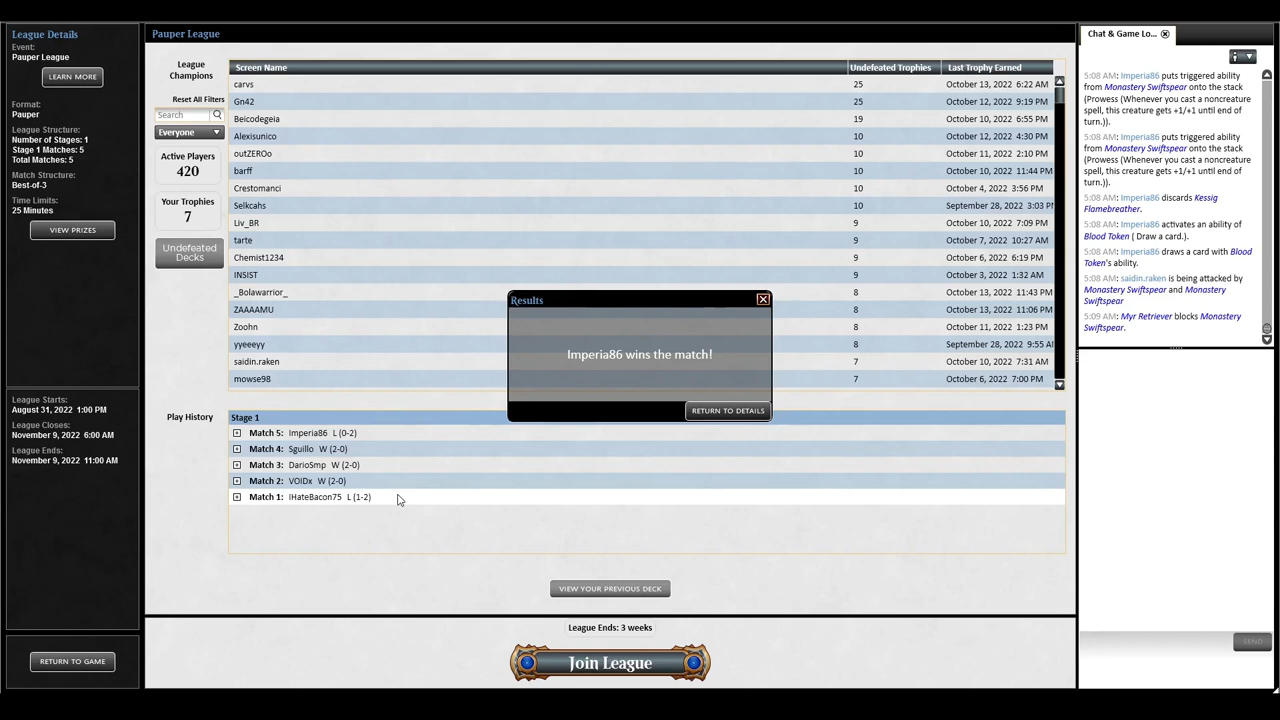 League Details
Event:
Pauper League
LEARN MORE
Format:
Pauper
League Structure:
Number of Stages: 1
Stage 1 Matches: 5
Total Matches: 5
Match Structure:
Best-of-3
Time Limits:
25 Minutes
VIEW PRIZES
League Starts:
August 31, 2022 1:00 PM
League Closes:
November 9, 2022 6:00 AM
League Ends:
November 9, 2022 11:00 AM
RETURN TO GAME
Pauper League
League
Champions
Reset All Filters
Search
Everyone
Active Players
420
Your Trophies
7
Undefeated
Decks
Screen Name Undefeated Trophies Last Trophy Earned
carvs 25 October 13, 2022 6:22 AM
Gn42 25 October 12, 2022 9:19 PM
Beicodegeia 19 October 10, 2022 6:55 PM
Alexisunico 10 October 12, 2022 4:30 PM
outZEROo 10 October 11, 2022 2:10 PM
barff 10 October 10, 2022 11:44 PM
Crestomanci 10 October 4, 2022 3:56 PM
Selkcahs 10 September 28, 2022 3:03 P
Liv_BR 9 October 10, 2022 7:09 PM
tarte 9 October 7, 2022 10:27 AM
Chemist1234 9 October 6, 2022 6:19 PM
INSIST 9 October 3, 2022 1:32 AM
_Bolawarrior_ 8 October 13, 2022 11:43 PM
ZAAAAMU 8 October 13, 2022 11:06 PM
Zoohn 8 October 11, 2022 1:23 PM
yyeeeyy 8 September 28, 2022 9:55 A
saidin.raken 7 October 10, 2022 7:31 AM
mowse98 7 October 6, 2022 7:00 PM
Results
Imperia86 wins the match!
RETURN TO DETAILS
Play History
Stage 1
Match 5: Imperia86 L (0-2)
Match 4: Sguillo W (2-0)
Match 3: DarioSmp W (2-0)
Match 2: VOIDx W (2-0)
Match 1: IHateBacon75 L (1-2)
VIEW YOUR PREVIOUS DECK
League Ends: 3 weeks
Join League
Chat & Game Lo...
5:08 AM: Imperia86 puts triggered ability
from Monastery Swiftspear onto the stack
(Prowess (Whenever you cast a noncreature
spell, this creature gets +1/+1 until end of
turn.)).
5:08 AM: Imperia86 puts triggered ability
from Monastery Swiftspear onto the stack
(Prowess (Whenever you cast a noncreature
spell, this creature gets +1/+1 until end of
turn.)).
5:08 AM: Imperia86 discards Kessig
Flamebreather.
5:08 AM: Imperia86 activates an ability of
Blood Token ( Draw a card.).
5:08 AM: Imperia86 draws a card with Blood
Token's ability.
5:08 AM: saidin.raken is being attacked by
Monastery Swiftspear and Monastery
Swiftspear
5:09 AM: Myr Retriever blocks Monastery
Swiftspear.
SEND